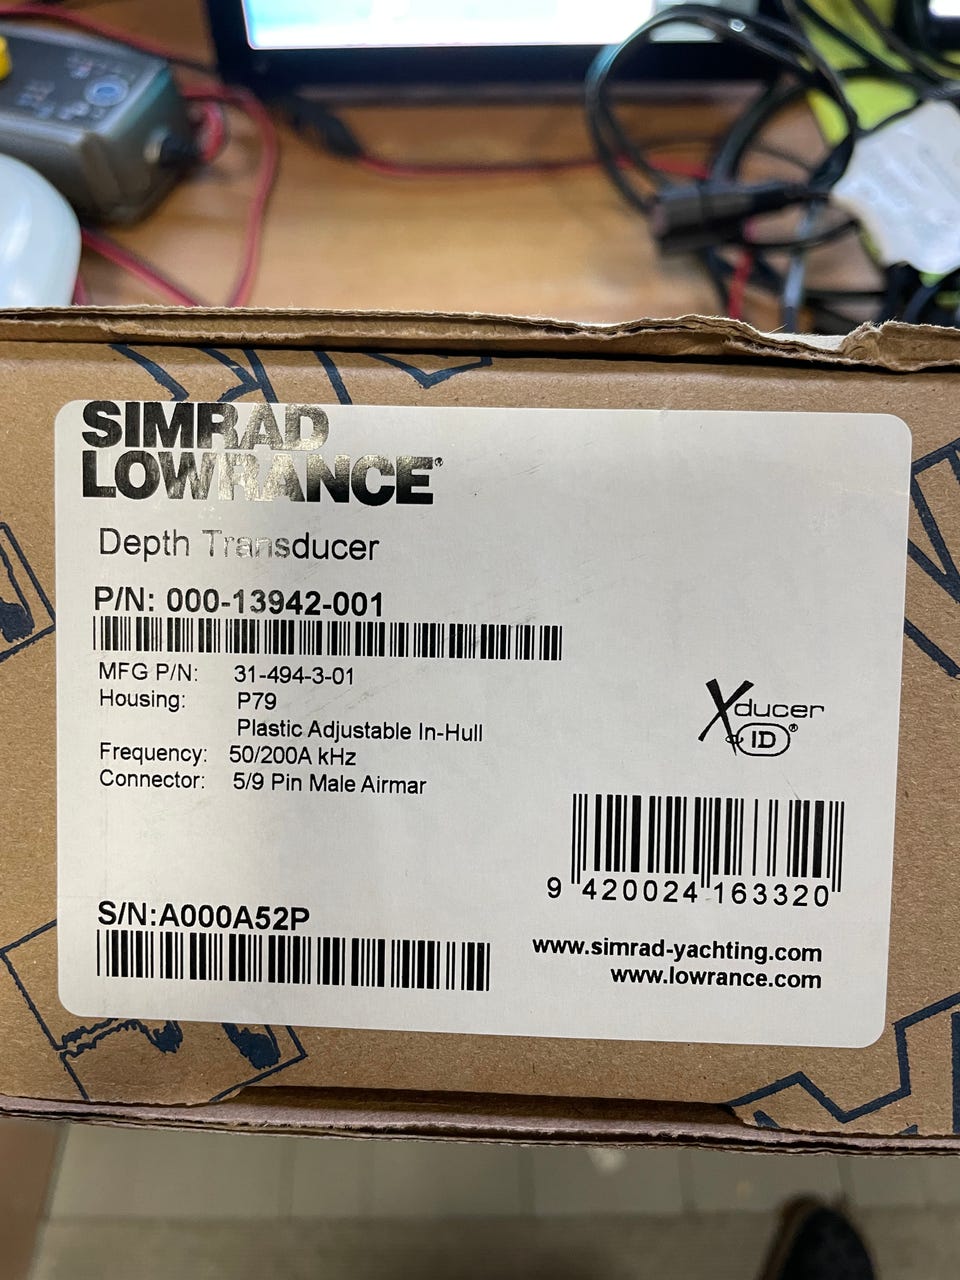 SIMRAD
LOWRANCE®
Depth Transducer
P/N: 000-13942-001
MFG P/N: 31-494-3-01
Housing: P79
Plastic Adjustable In-Hull
Frequency: 50/200A kHz
Connector: 5/9 Pin Male Airmar
Xducer
ID®
9 420024 163320
S/N:A000A52P
www.simrad-yachting.com
www.lowrance.com